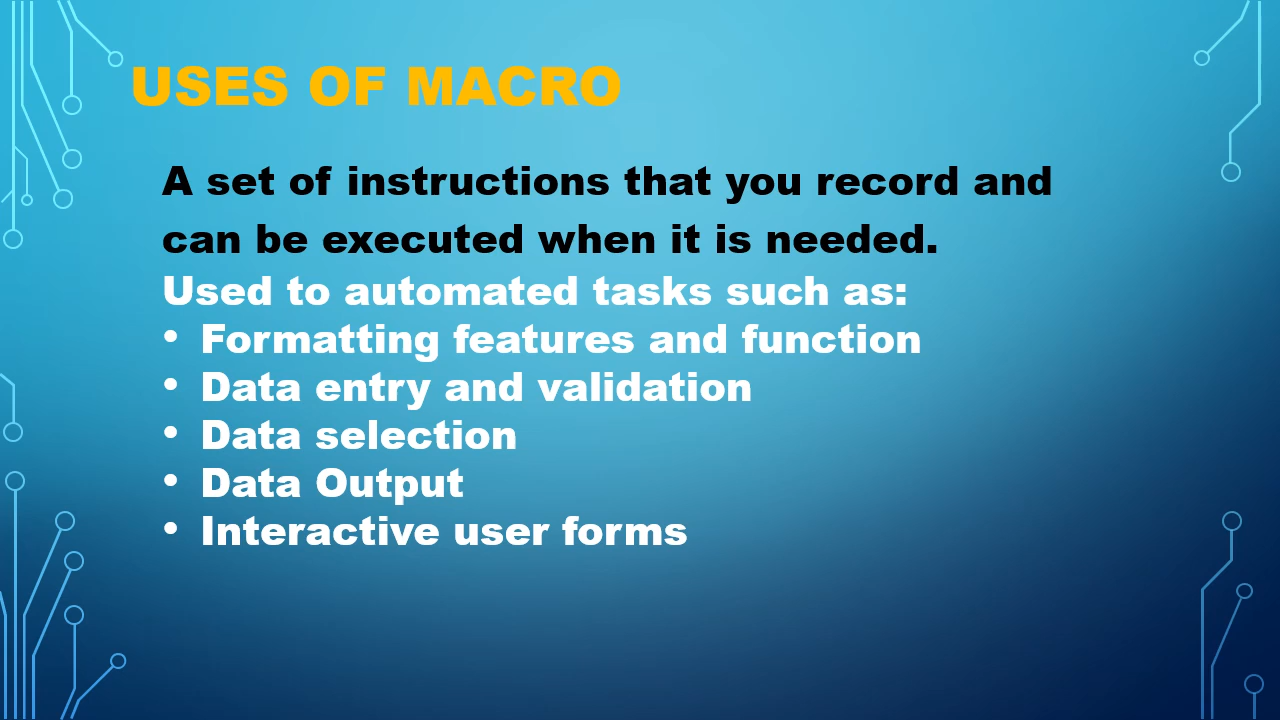 USES OF MACRO
A set of instructions that you record and
can be executed when it is needed.
Used to automated tasks such as:
• Formatting features and function
• Data entry and validation
• Data selection
• Data Output
• Interactive user forms